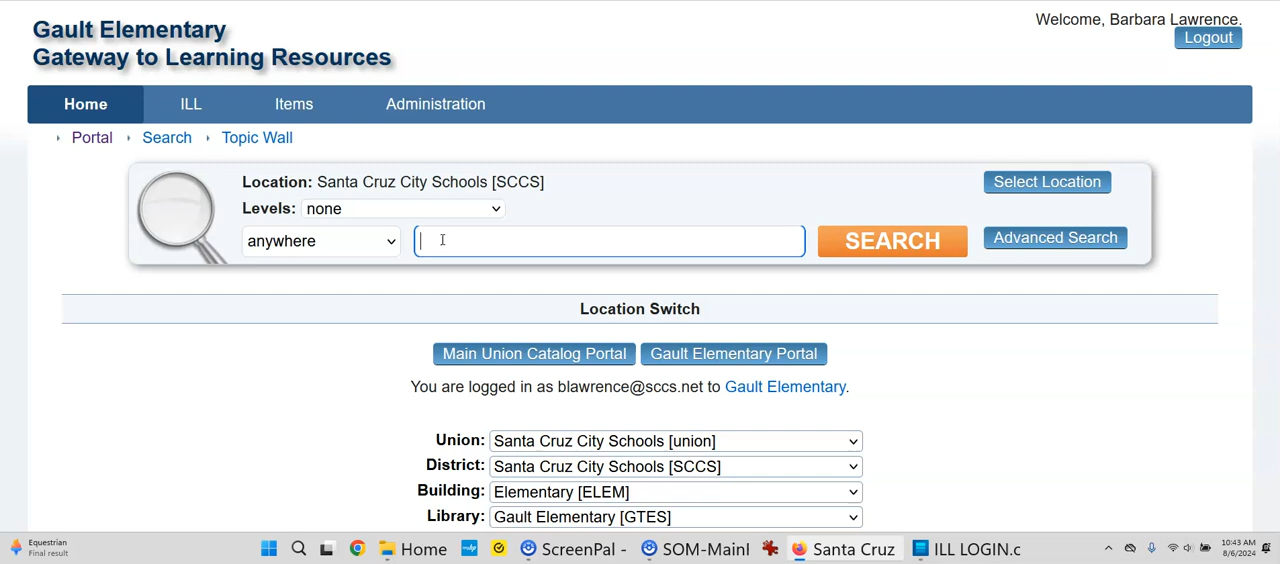 Gault Elementary
Gateway to Learning Resources
Welcome, Barbara Lawrence.
Logout
Home ILL Items Administration
Portal Search Topic Wall
Location: Santa Cruz City Schools [SCCS]
Select Location
Levels: none
anywhere
SEARCH
Advanced Search
Location Switch
Main Union Catalog Portal Gault Elementary Portal
You are logged in as blawrence@sccs.net to Gault Elementary.
Union: Santa Cruz City Schools [union]
District: Santa Cruz City Schools [SCCS]
Building: Elementary [ELEM]
Library: Gault Elementary [GTES]
Equestrian
Final result
Home ScreenPal - SOM-MainI Santa Cruz ILL LOGIN.c
10:43 AM
8/6/2024